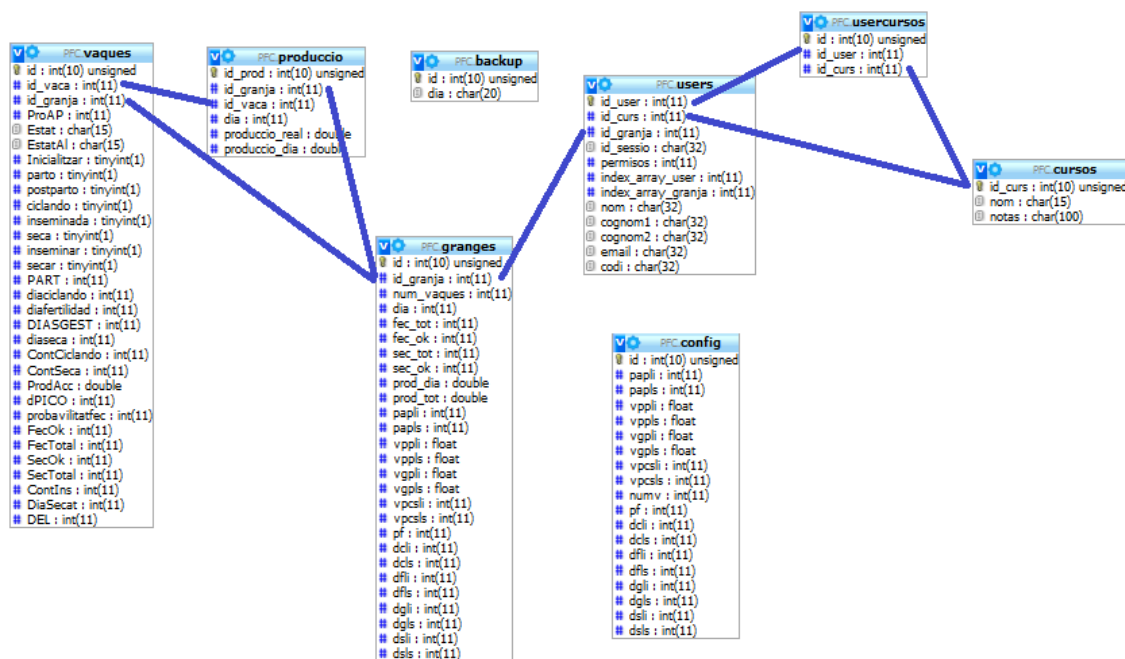 PFC.vaques
id : int(10) unsigned
id_vaca : int(11)
id_granja : int(11)
ProAP : int(11)
Estat : char(15)
EstatAl : char(15)
Inicialitzar : tinyint(1)
parto : tinyint(1)
postparto : tinyint(1)
ciclando : tinyint(1)
inseminada : tinyint(1)
seca : tinyint(1)
inseminar : tinyint(1)
secar : tinyint(1)
PART : int(11)
diaciclando : int(11)
diafertilidad : int(11)
DIASGEST : int(11)
diaseca : int(11)
ContCiclando : int(11)
ContSeca : int(11)
ProdAcc : double
dPICO : int(11)
probavilitatfec : int(11)
FecOk : int(11)
FecTotal : int(11)
SecOk : int(11)
SecTotal : int(11)
ContIns : int(11)
DiaSecat : int(11)
DEL : int(11)
PFC.produccio
id_prod : int(10) unsigned
id_granja : int(11)
id_vaca : int(11)
dia : int(11)
produccio_real : double
produccio_dia : double
PFC.granges
id : int(10) unsigned
id_granja : int(11)
num_vaques : int(11)
dia : int(11)
fec_tot : int(11)
fec_ok : int(11)
sec_tot : int(11)
sec_ok : int(11)
prod_dia : double
prod_tot : double
papli : int(11)
papls : int(11)
vppli : float
vppls : float
vgpli : float
vgpls : float
vpcsli : int(11)
vpcsls : int(11)
pf : int(11)
dcli : int(11)
dcls : int(11)
dfli : int(11)
dfls : int(11)
dgli : int(11)
dgls : int(11)
dsli : int(11)
dsls : int(11)
PFC.backup
id : int(10) unsigned
dia : char(20)
PFC.users
id_user : int(11)
id_curs : int(11)
id_granja : int(11)
id_sessio : char(32)
permisos : int(11)
index_array_user : int(11)
index_array_granja : int(11)
nom : char(32)
cognom1 : char(32)
cognom2 : char(32)
email : char(32)
codi : char(32)
PFC.config
id : int(10) unsigned
papli : int(11)
papls : int(11)
vppli : float
vppls : float
vgpli : float
vgpls : float
vpcsli : int(11)
vpcsls : int(11)
numv : int(11)
pf : int(11)
dcli : int(11)
dcls : int(11)
dfli : int(11)
dfls : int(11)
dgli : int(11)
dgls : int(11)
dsli : int(11)
dsls : int(11)
PFC.usercursos
id : int(10) unsigned
id_user : int(11)
id_curs : int(11)
PFC.cursos
id_curs : int(10) unsigned
nom : char(15)
notas : char(100)